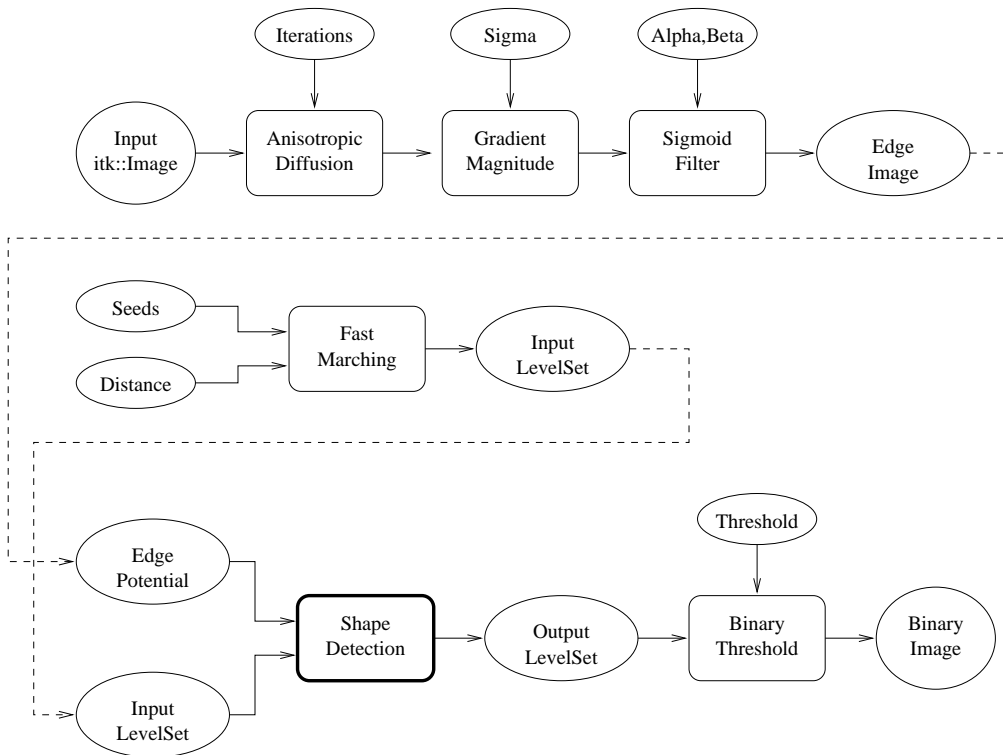 Iterations
Sigma
Alpha,Beta
Input
itk::Image
Anisotropic
Diffusion
Gradient
Magnitude
Sigmoid
Filter
Edge
Image
Seeds
Distance
Fast
Marching
Input
LevelSet
Threshold
Edge
Potential
Input
LevelSet
Shape
Detection
Output
LevelSet
Binary
Threshold
Binary
Image